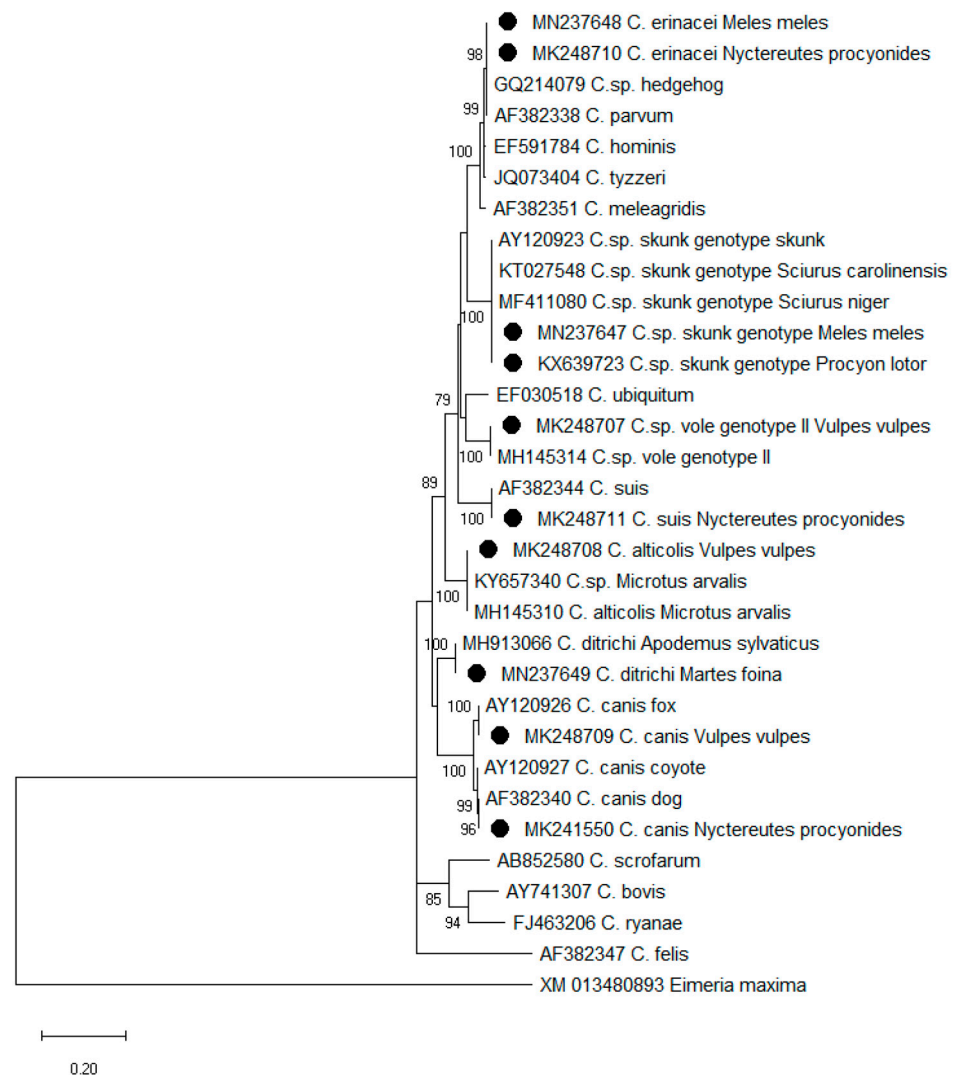 MN237648 C. erinacei Meles meles
98
MK248710 C. erinacei Nyctereutes procyonides
GQ214079 C.sp. hedgehog
99
AF382338 C. parvum
EF591784 C. hominis
100
JQ073404 C. tyzzeri
AF382351 C. meleagridis
AY120923 C.sp. skunk genotype skunk
KT027548 C.sp. skunk genotype Sciurus carolinensis
MF411080 C.sp. skunk genotype Sciurus niger
100
MN237647 C.sp. skunk genotype Meles meles
KX639723 C.sp. skunk genotype Procyon lotor
EF030518 C. ubiquitum
79
MK248707 C.sp. vole genotype II Vulpes vulpes
100
MH145314 C.sp. vole genotype II
89
AF382344 C. suis
100
MK248711 C. suis Nyctereutes procyonides
MK248708 C. alticolis Vulpes vulpes
KY657340 C.sp. Microtus arvalis
100
MH145310 C. alticolis Microtus arvalis
100
MH913066 C. ditrichi Apodemus sylvaticus
MN237649 C. ditrichi Martes foina
100
AY120926 C. canis fox
MK248709 C. canis Vulpes vulpes
100
AY120927 C. canis coyote
99
AF382340 C. canis dog
96
MK241550 C. canis Nyctereutes procyonides
AB852580 C. scrofarum
85
AY741307 C. bovis
94
FJ463206 C. ryanae
AF382347 C. felis
XM 013480893 Eimeria maxima
0.20